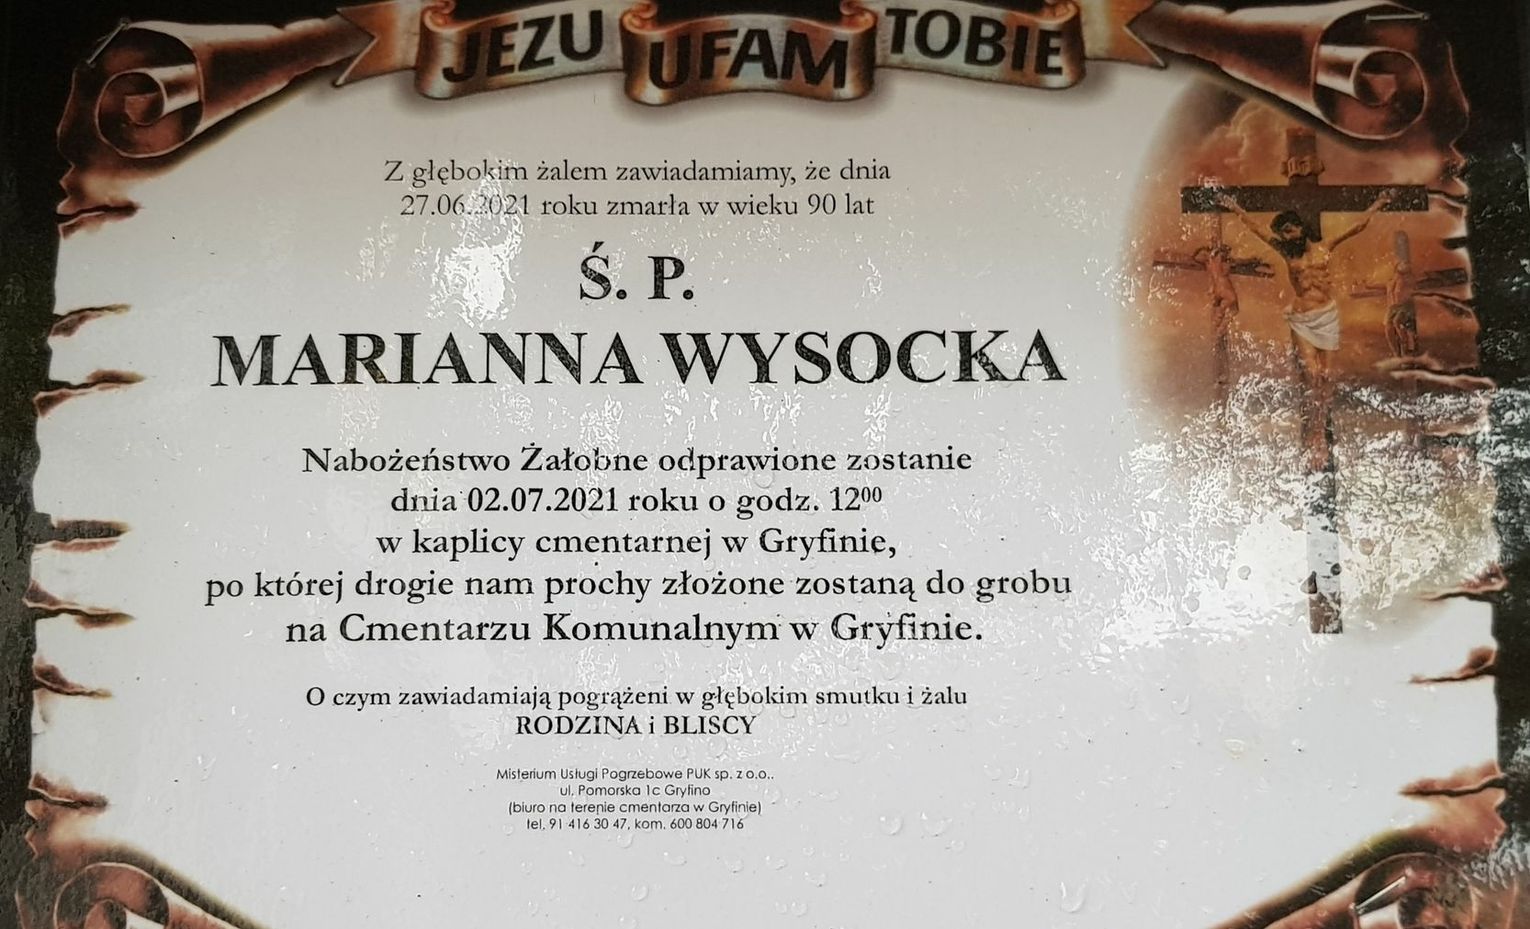 JEZU UFAM TOBIE
Z głębokim żalem zawiadamiamy, że dnia
27.06.2021 roku zmarła w wieku 90 lat
Ś. P.
MARIANNA WYSOCKA
Nabożeństwo Żałobne odprawione zostanie
dnia 02.07.2021 roku o godz. 12⁰⁰
w kaplicy cmentarnej w Gryfinie,
po której drogie nam prochy złożone zostaną do grobu
na Cmentarzu Komunalnym w Gryfinie.
O czym zawiadamiają pogrążeni w głębokim smutku i żalu
RODZINA i BLISCY
Misterium Usługi Pogrzebowe PUK sp. z o.o..
ul. Pomorska 1c Gryfino
(biuro na terenie cmentarza w Gryfinie)
tel. 91 416 30 47, kom. 600 804 716